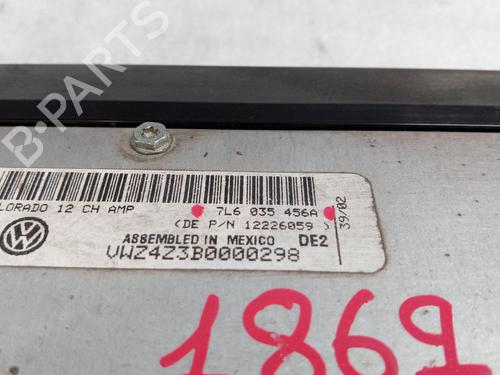 B-PARTS
LORADO 12 CH AMP 7L6 035 456A
(DE P/N 12226059 )
39/02
ASSEMBLED IN MEXICO DE2
VWZ4Z3B0000298
1869